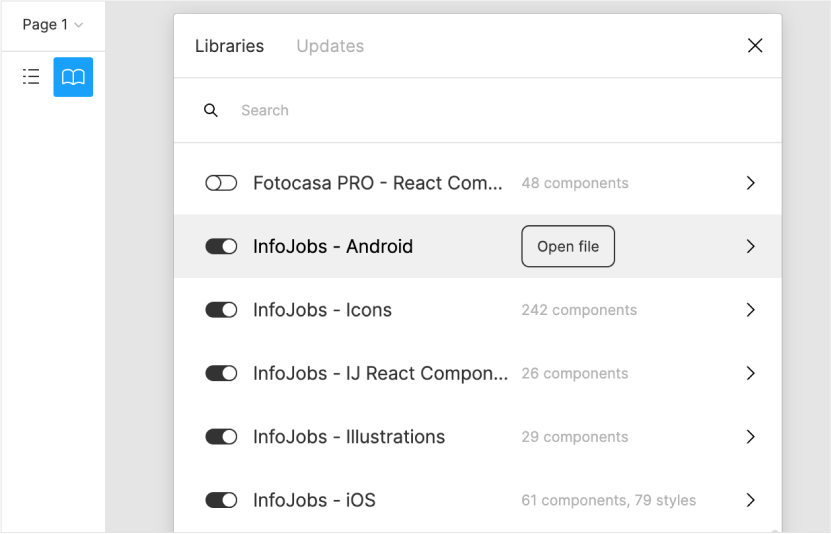 Page 1
Libraries Updates
Search
Fotocasa PRO - React Com... 48 components
InfoJobs - Android Open file
InfoJobs - Icons 242 components
InfoJobs - IJ React Compon... 26 components
InfoJobs - Illustrations 29 components
InfoJobs - iOS 61 components, 79 styles